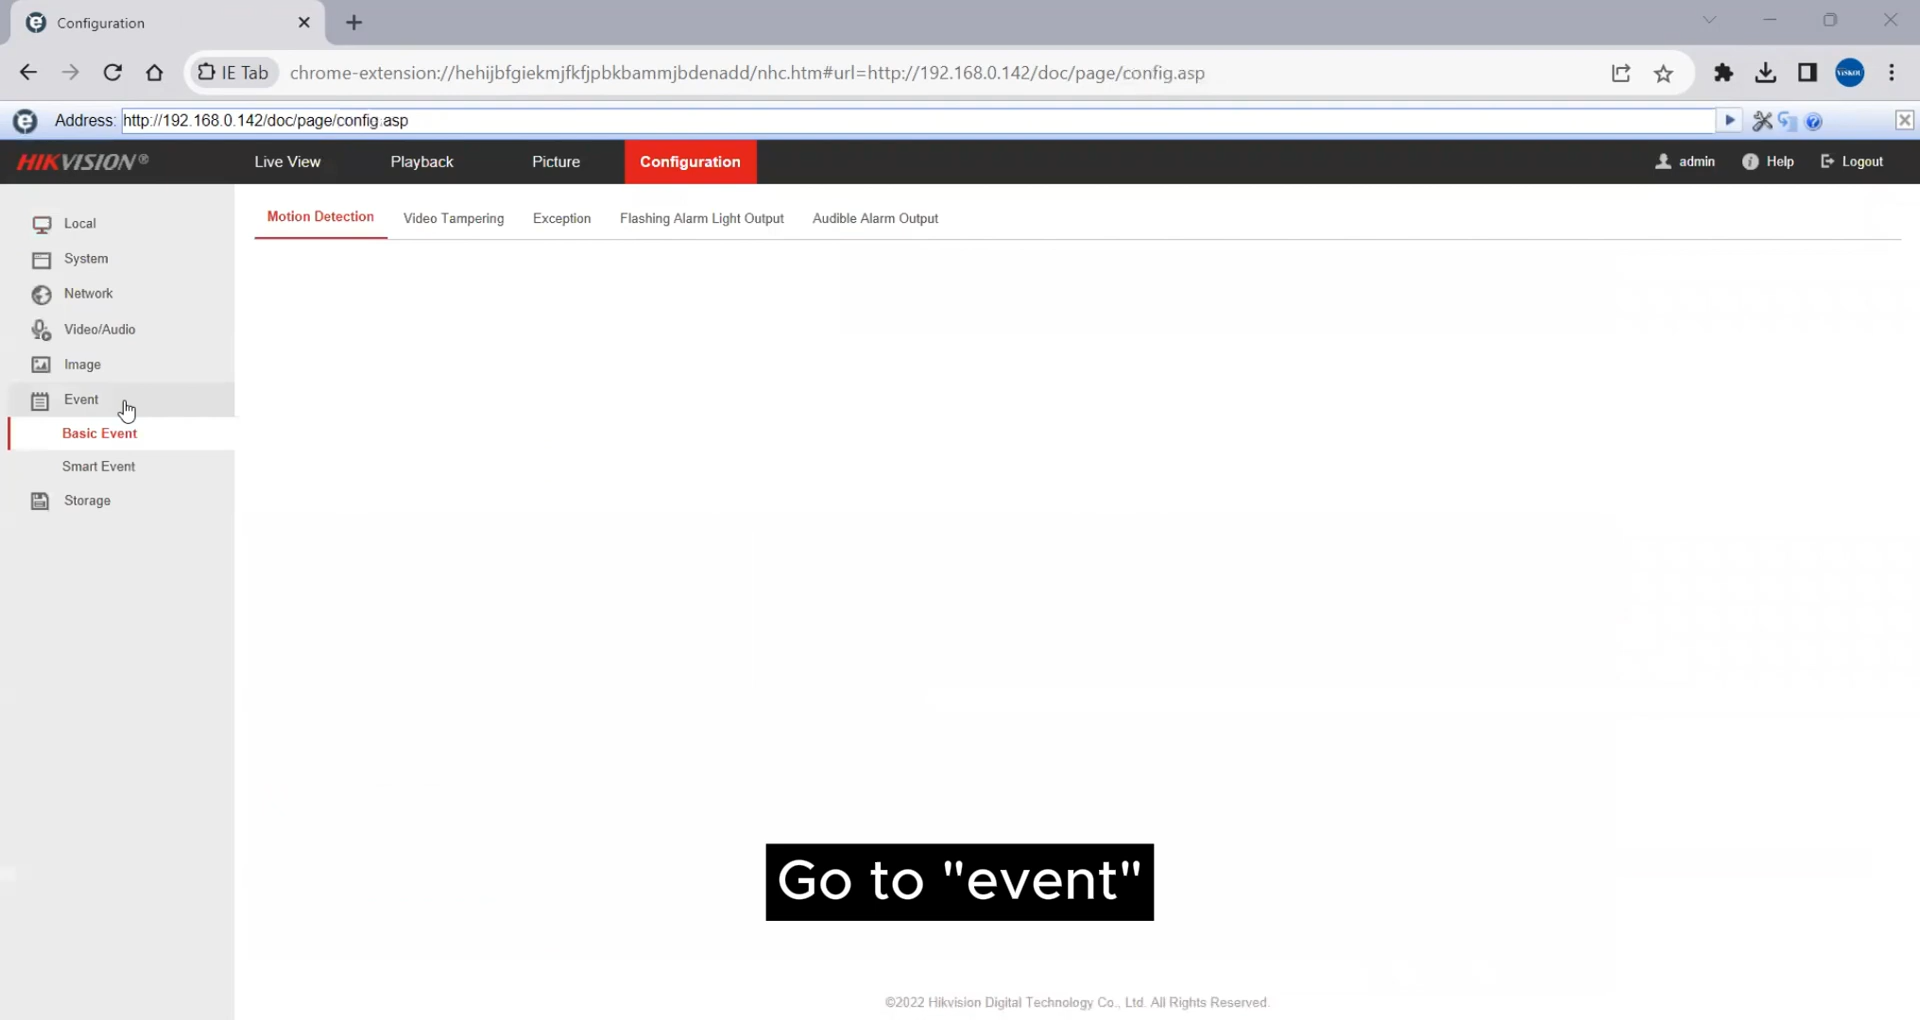 Configuration
IE Tab chrome-extension://hehijbfgiekmjfkfjpbkbammjbdenadd/nhc.htm#url=http://192.168.0.142/doc/page/config.asp
VISKOU
Address: http://192.168.0.142/doc/page/config.asp
HIKVISION® Live View Playback Picture Configuration admin Help Logout
Motion Detection Video Tampering Exception Flashing Alarm Light Output Audible Alarm Output
Local
System
Network
Video/Audio
Image
Event
Basic Event
Smart Event
Storage
Go to "event"
©2022 Hikvision Digital Technology Co., Ltd. All Rights Reserved.